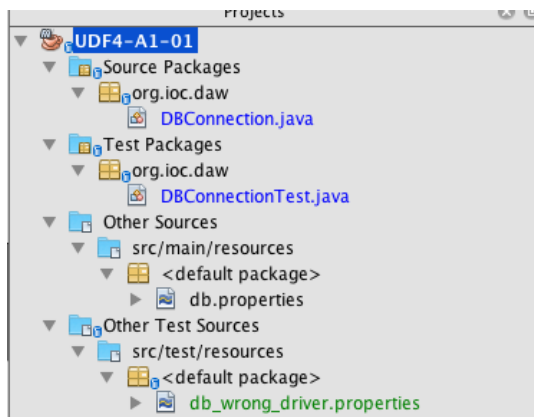 Projects
UDF4-A1-01
Source Packages
org.ioc.daw
DBConnection.java
Test Packages
org.ioc.daw
DBConnectionTest.java
Other Sources
src/main/resources
<default package>
db.properties
Other Test Sources
src/test/resources
<default package>
db_wrong_driver.properties